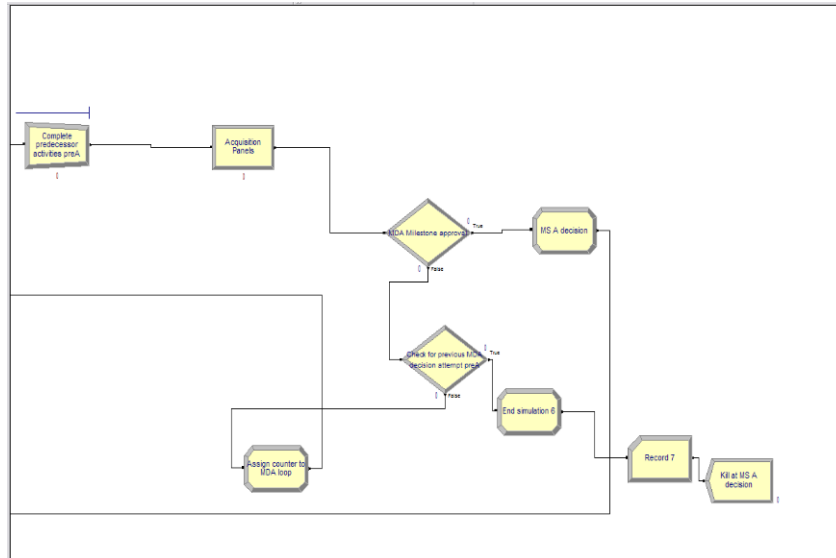 Complete
predecessor
activities preA
Acquisition
Panels
MDA Milestone approval
True
False
MS A decision
Check for previous MDA
decision attempt preA
True
False
End simulation 6
Assign counter to
MDA loop
Record 7
Kill at MS A
decision